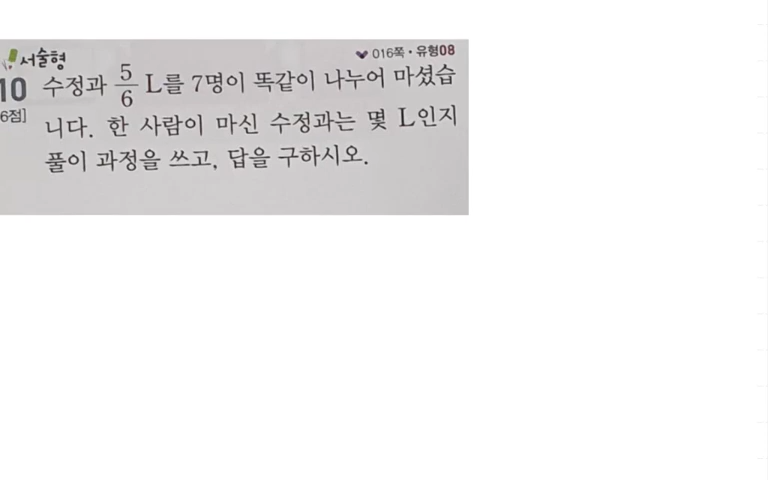 서술형
016쪽 • 유형08
10 수정과 5/6 L를 7명이 똑같이 나누어 마셨습
6점] 니다. 한 사람이 마신 수정과는 몇 L인지
풀이 과정을 쓰고, 답을 구하시오.